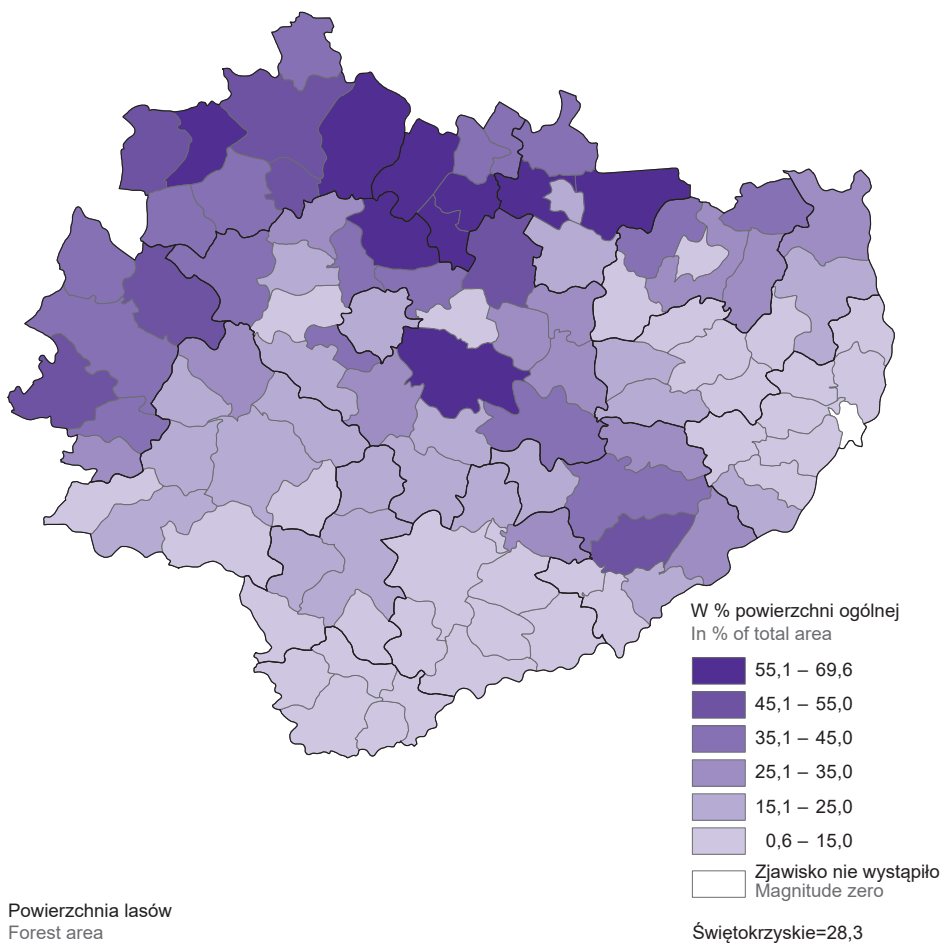 W % powierzchni ogólnej
In % of total area
55,1 – 69,6
45,1 – 55,0
35,1 – 45,0
25,1 – 35,0
15,1 – 25,0
0,6 – 15,0
Zjawisko nie wystąpiło
Magnitude zero
Powierzchnia lasów
Forest area
Świętokrzyskie=28,3